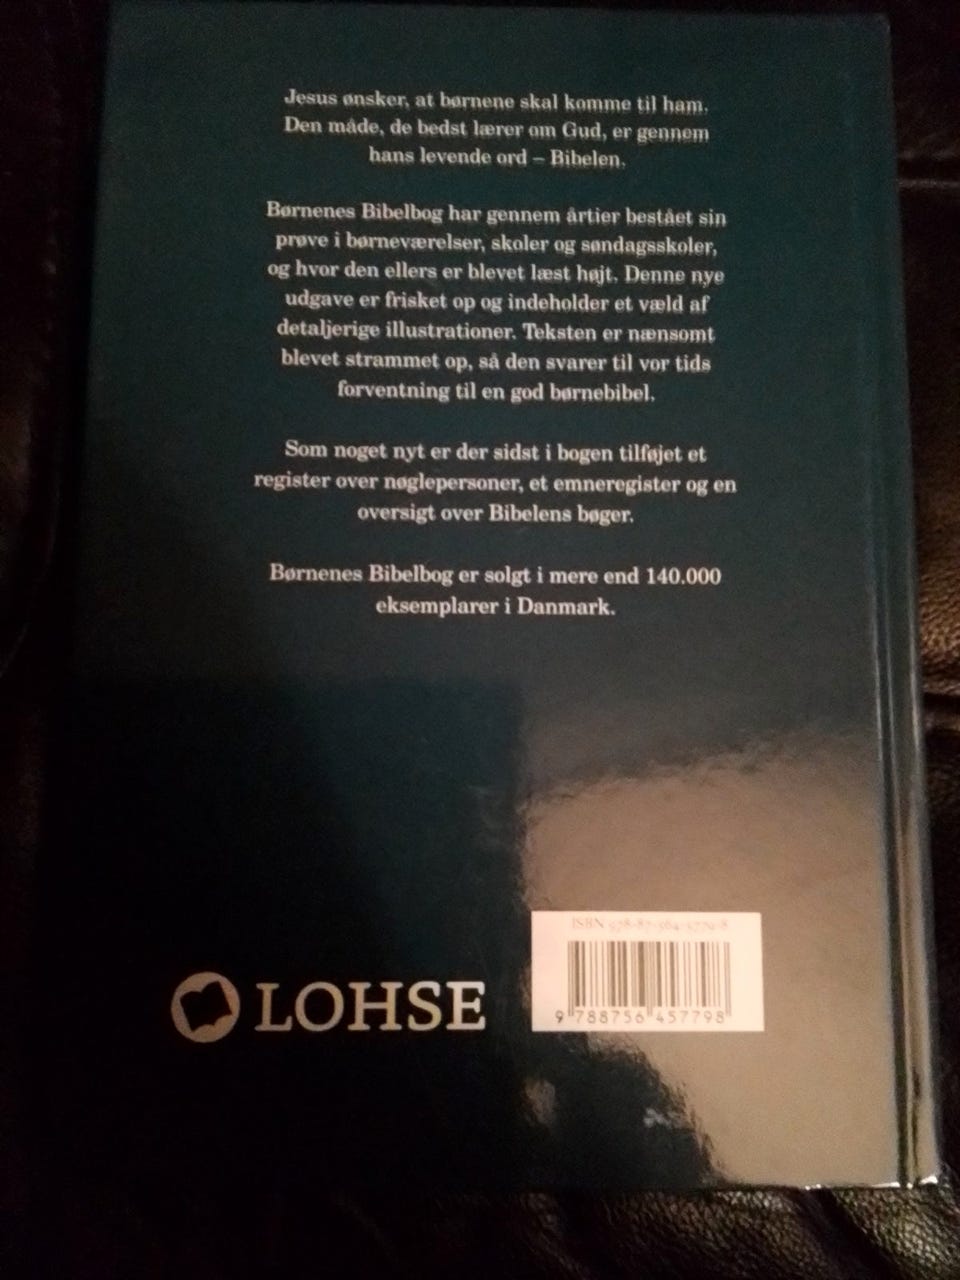 Jesus ønsker, at børnene skal komme til ham.
Den måde, de bedst lærer om Gud, er gennem
hans levende ord – Bibelen.
Børnenes Bibelbog har gennem årtier bestået sin
prøve i børneværelser, skoler og søndagsskoler,
og hvor den ellers er blevet læst højt. Denne nye
udgave er frisket op og indeholder et væld af
detaljerige illustrationer. Teksten er nænsomt
blevet strammet op, så den svarer til vor tids
forventning til en god børnebibel.
Som noget nyt er der sidst i bogen tilføjet et
register over nøglepersoner, et emneregister og en
oversigt over Bibelens bøger.
Børnenes Bibelbog er solgt i mere end 140.000
eksemplarer i Danmark.
LOHSE
ISBN
9 788756 457798